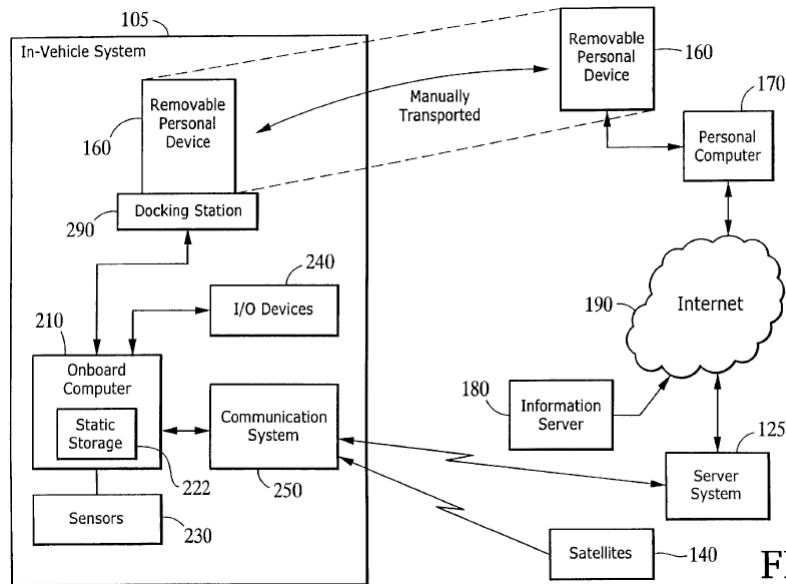 105
In-Vehicle System
Removable
Personal
Device
160
Docking Station
290
Manually
Transported
Removable
Personal
Device
160
170
Personal
Computer
240
I/O Devices
190
Internet
210
Onboard
Computer
Static
Storage
222
Communication
System
250
180
Information
Server
125
Server
System
Sensors
230
Satellites
140